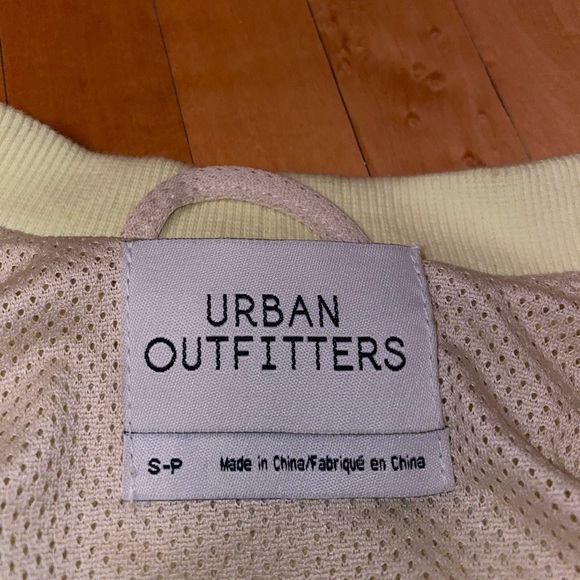 URBAN
OUTFITTERS
S-P Made in China/Fabriqué en China